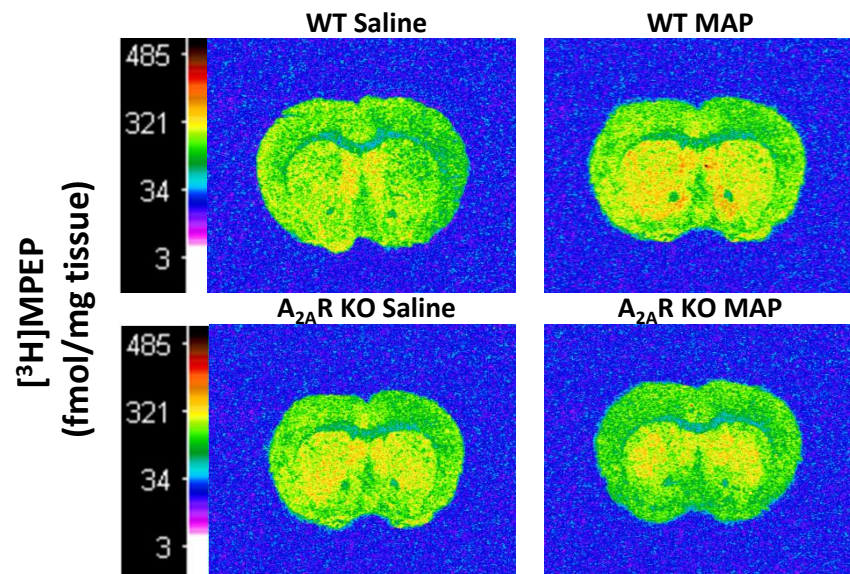 WT Saline
WT MAP
485
321
34
3
[³H]MPEP
(fmol/mg tissue)
A₂ₐR KO Saline
A₂ₐR KO MAP
485
321
34
3